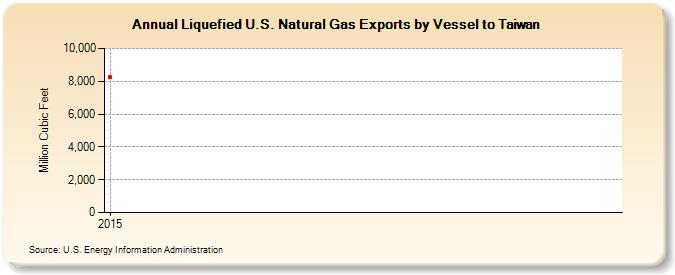 Annual Liquefied U.S. Natural Gas Exports by Vessel to Taiwan
Million Cubic Feet
10,000
8,000
6,000
4,000
2,000
0
2015
Source: U.S. Energy Information Administration